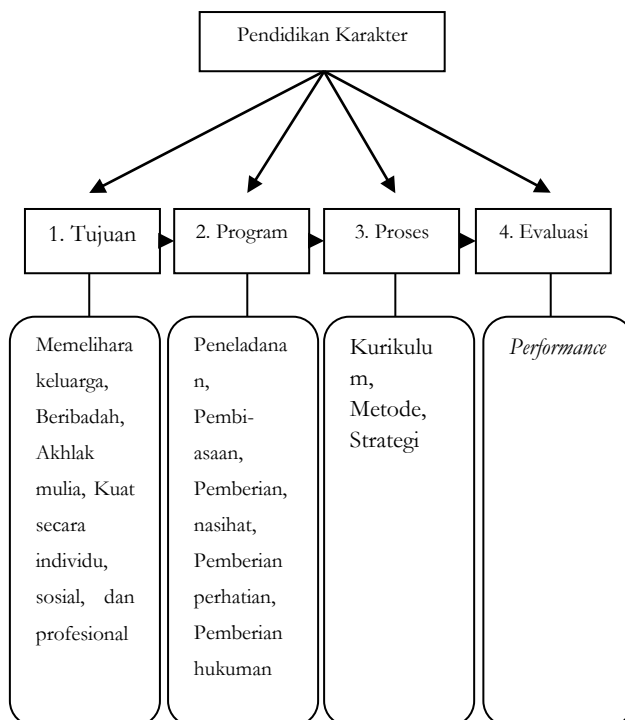 Pendidikan Karakter
1. Tujuan
2. Program
3. Proses
4. Evaluasi
Memelihara
keluarga,
Beribadah,
Akhlak
mulia, Kuat
secara
individu,
sosial, dan
profesional
Peneladana
n,
Pembi-
asaan,
Pemberian,
nasihat,
Pemberian
perhatian,
Pemberian
hukuman
Kurikulu
m,
Metode,
Strategi
Performance